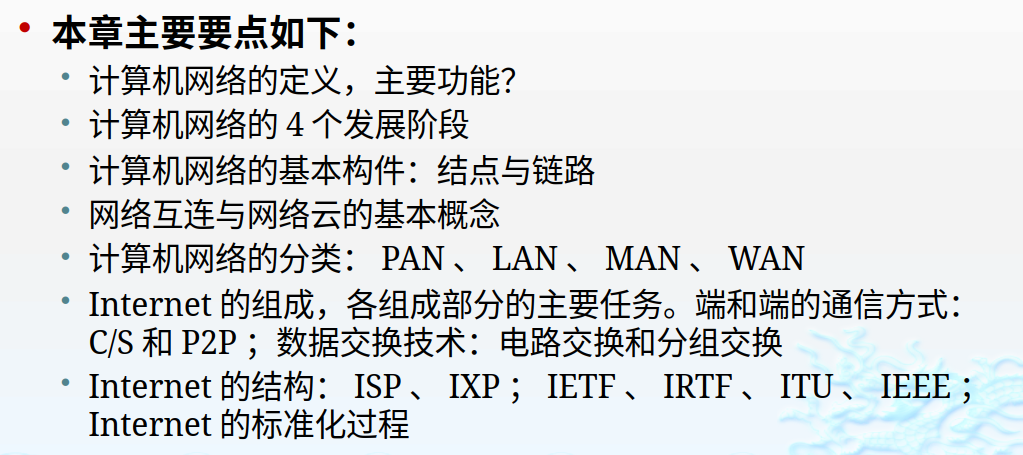 • 本章主要要点如下：
• 计算机网络的定义，主要功能？
• 计算机网络的 4 个发展阶段
• 计算机网络的基本构件：结点与链路
• 网络互连与网络云的基本概念
• 计算机网络的分类： PAN 、 LAN 、 MAN 、 WAN
• Internet 的组成，各组成部分的主要任务。端和端的通信方式：
C/S 和 P2P ；数据交换技术：电路交换和分组交换
• Internet 的结构： ISP 、 IXP ； IETF 、 IRTF 、 ITU 、 IEEE ；
Internet 的标准化过程